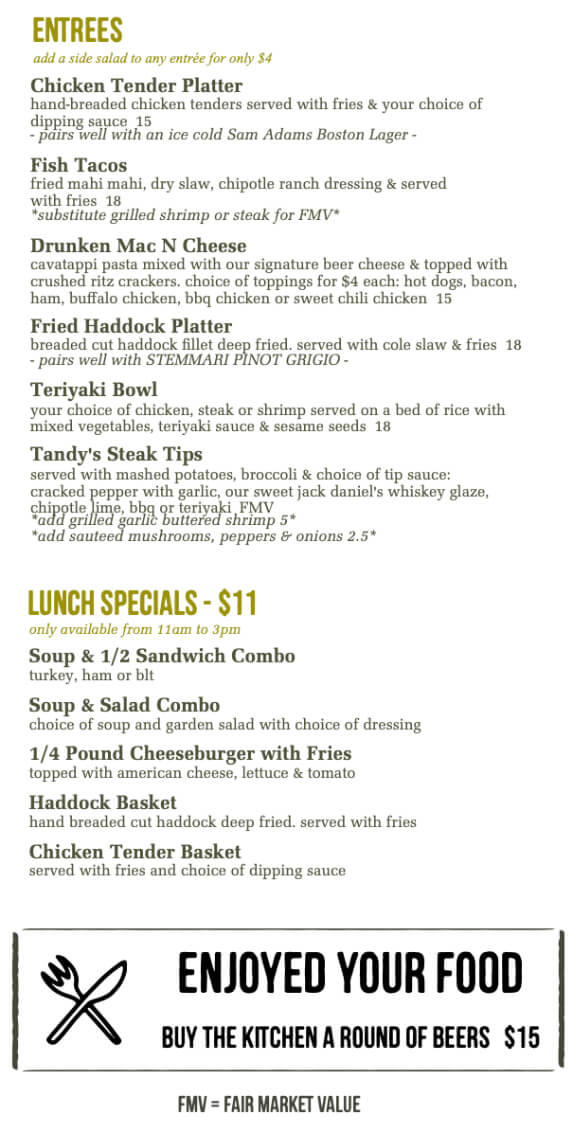 ENTREES
add a side salad to any entrée for only $4
Chicken Tender Platter
hand-breaded chicken tenders served with fries & your choice of
dipping sauce  15
- pairs well with an ice cold Sam Adams Boston Lager -
Fish Tacos
fried mahi mahi, dry slaw, chipotle ranch dressing & served
with fries  18
*substitute grilled shrimp or steak for FMV*
Drunken Mac N Cheese
cavatappi pasta mixed with our signature beer cheese & topped with
crushed ritz crackers. choice of toppings for $4 each: hot dogs, bacon,
ham, buffalo chicken, bbq chicken or sweet chili chicken  15
Fried Haddock Platter
breaded cut haddock fillet deep fried. served with cole slaw & fries  18
- pairs well with STEMMARI PINOT GRIGIO -
Teriyaki Bowl
your choice of chicken, steak or shrimp served on a bed of rice with
mixed vegetables, teriyaki sauce & sesame seeds  18
Tandy's Steak Tips
served with mashed potatoes, broccoli & choice of tip sauce:
cracked pepper with garlic, our sweet jack daniel's whiskey glaze,
chipotle lime, bbq or teriyaki  FMV
*add grilled garlic buttered shrimp 5*
*add sauteed mushrooms, peppers & onions 2.5*
LUNCH SPECIALS - $11
only available from 11am to 3pm
Soup & 1/2 Sandwich Combo
turkey, ham or blt
Soup & Salad Combo
choice of soup and garden salad with choice of dressing
1/4 Pound Cheeseburger with Fries
topped with american cheese, lettuce & tomato
Haddock Basket
hand breaded cut haddock deep fried. served with fries
Chicken Tender Basket
served with fries and choice of dipping sauce
ENJOYED YOUR FOOD
BUY THE KITCHEN A ROUND OF BEERS  $15
FMV = FAIR MARKET VALUE